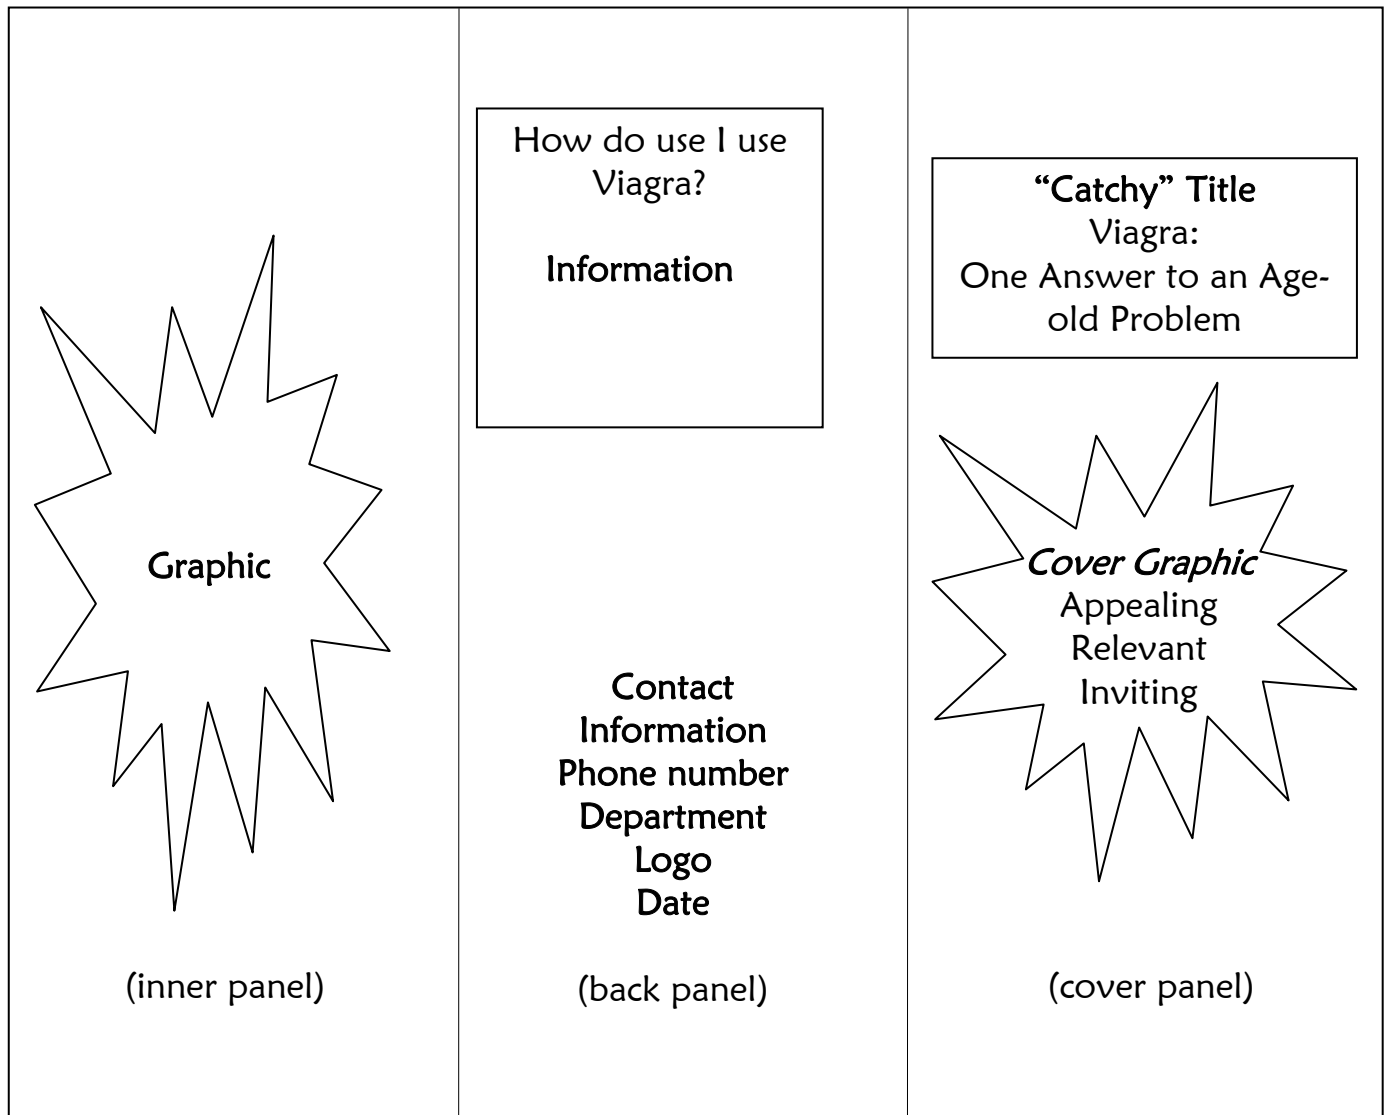 Graphic
(inner panel)
How do use I use
Viagra?
Information
Contact
Information
Phone number
Department
Logo
Date
(back panel)
“Catchy” Title
Viagra:
One Answer to an Age-
old Problem
Cover Graphic
Appealing
Relevant
Inviting
(cover panel)